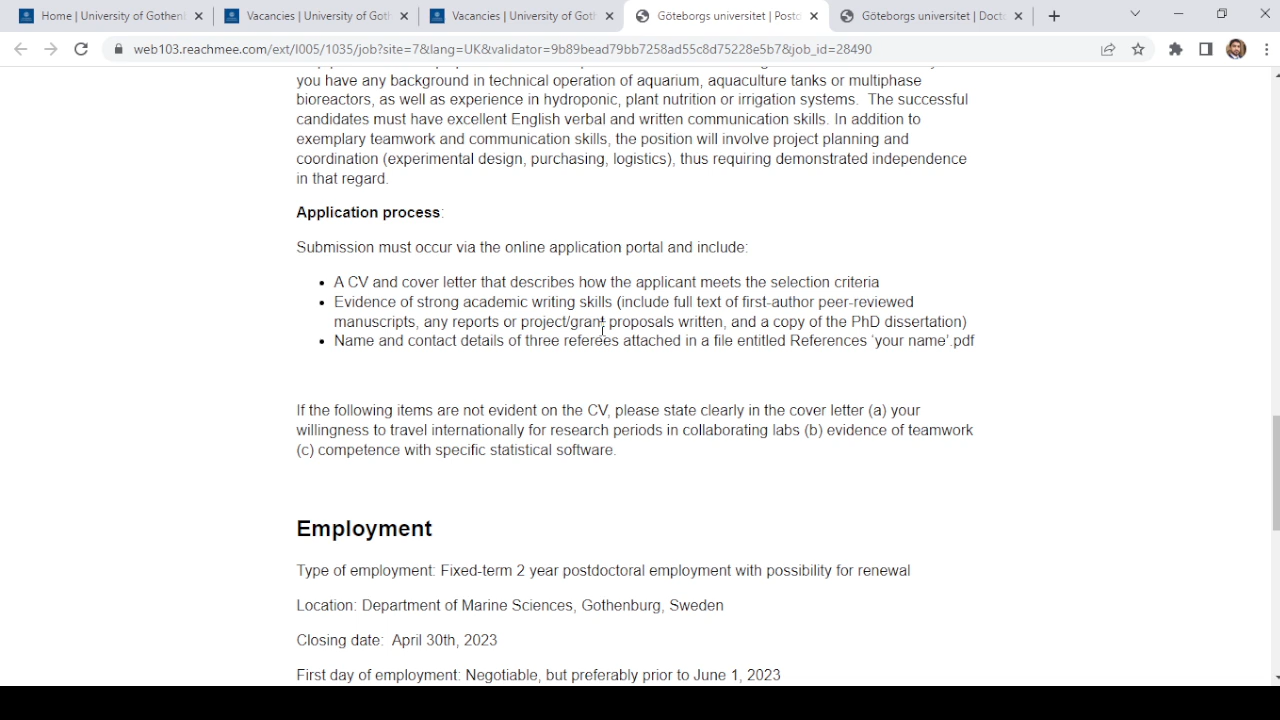 Home | University of Gothen
Vacancies | University of Goth
Vacancies | University of Goth
Göteborgs universitet | Postd
Göteborgs universitet | Docto
web103.reachmee.com/ext/I005/1035/job?site=7&lang=UK&validator=9b89bead79bb7258ad55c8d75228e5b7&job_id=28490
you have any background in technical operation of aquarium, aquaculture tanks or multiphase
bioreactors, as well as experience in hydroponic, plant nutrition or irrigation systems. The successful
candidates must have excellent English verbal and written communication skills. In addition to
exemplary teamwork and communication skills, the position will involve project planning and
coordination (experimental design, purchasing, logistics), thus requiring demonstrated independence
in that regard.
Application process:
Submission must occur via the online application portal and include:
• A CV and cover letter that describes how the applicant meets the selection criteria
• Evidence of strong academic writing skills (include full text of first-author peer-reviewed
manuscripts, any reports or project/grant proposals written, and a copy of the PhD dissertation)
• Name and contact details of three referees attached in a file entitled References 'your name'.pdf
If the following items are not evident on the CV, please state clearly in the cover letter (a) your
willingness to travel internationally for research periods in collaborating labs (b) evidence of teamwork
(c) competence with specific statistical software.
Employment
Type of employment: Fixed-term 2 year postdoctoral employment with possibility for renewal
Location: Department of Marine Sciences, Gothenburg, Sweden
Closing date: April 30th, 2023
First day of employment: Negotiable, but preferably prior to June 1, 2023